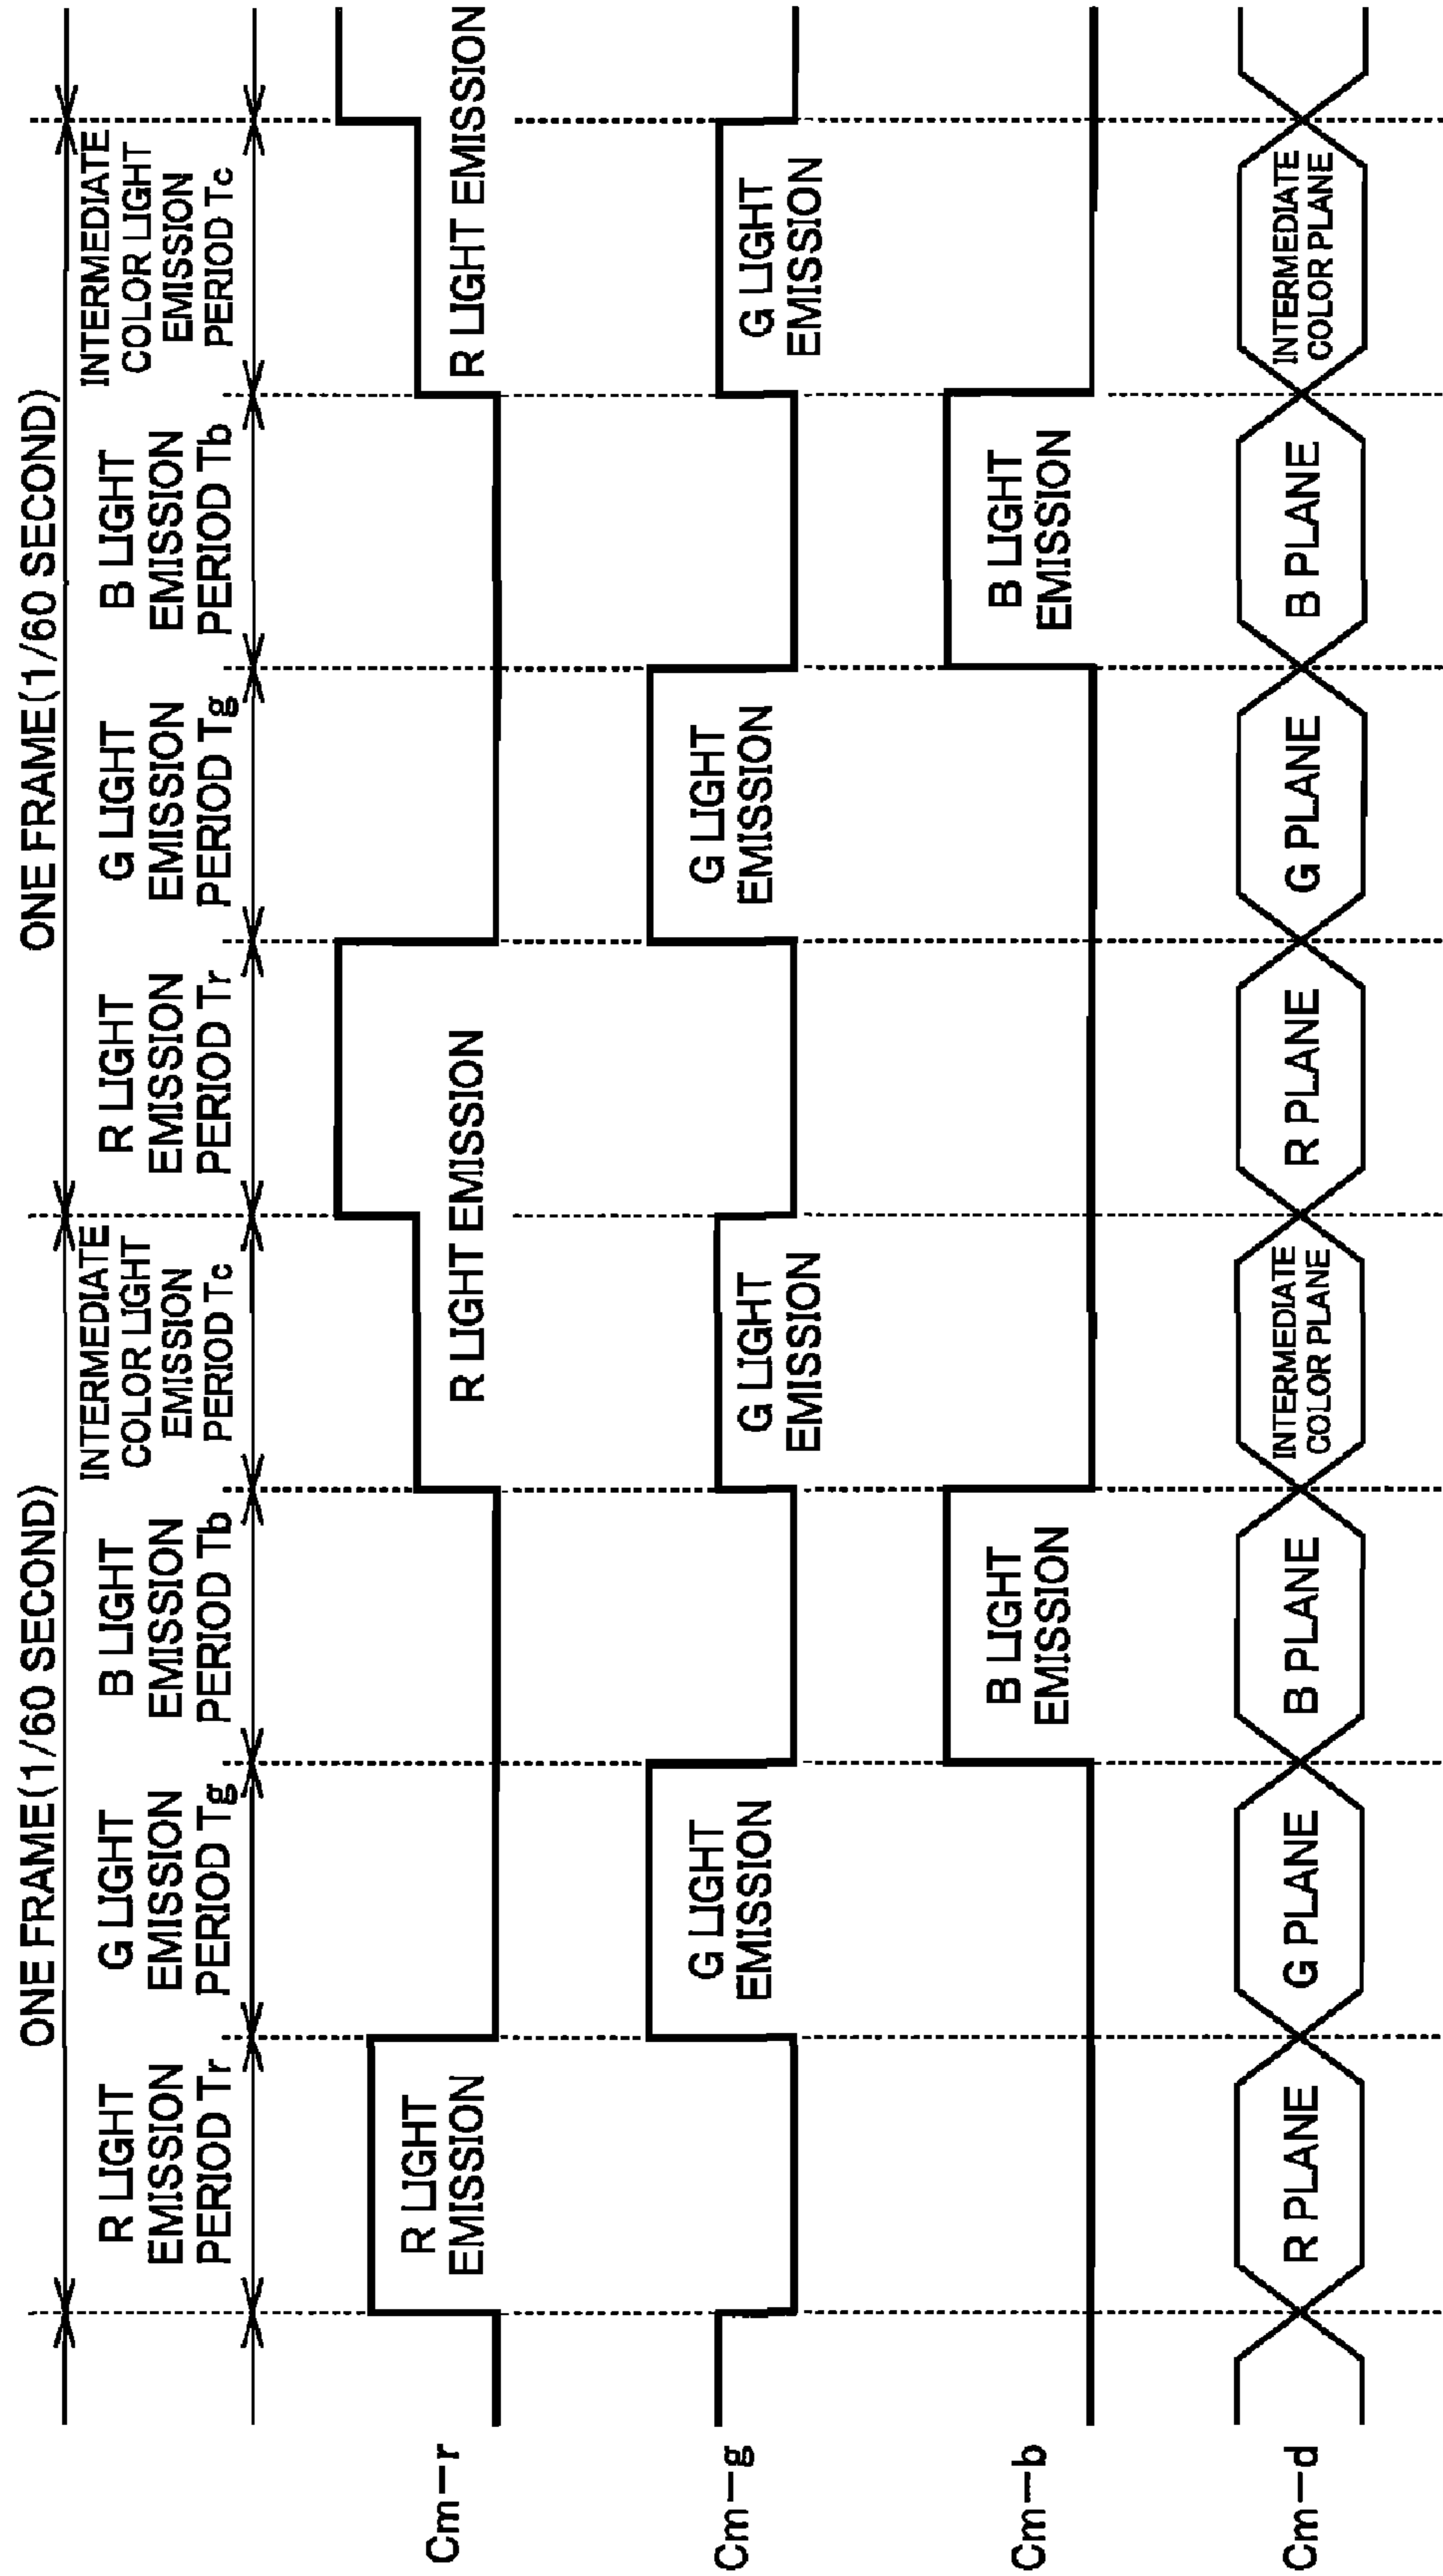 ONE FRAME(1/60 SECOND)
ONE FRAME(1/60 SECOND)
R LIGHT
EMISSION
PERIOD Tr
G LIGHT
EMISSION
PERIOD Tg
B LIGHT
EMISSION
PERIOD Tb
INTERMEDIATE
COLOR LIGHT
EMISSION
PERIOD Tc
R LIGHT
EMISSION
PERIOD Tr
G LIGHT
EMISSION
PERIOD Tg
B LIGHT
EMISSION
PERIOD Tb
INTERMEDIATE
COLOR LIGHT
EMISSION
PERIOD Tc
Cm-r
R LIGHT
EMISSION
R LIGHT EMISSION
R LIGHT EMISSION
Cm-g
G LIGHT
EMISSION
G LIGHT
EMISSION
G LIGHT
EMISSION
G LIGHT
EMISSION
Cm-b
B LIGHT
EMISSION
B LIGHT
EMISSION
Cm-d
R PLANE
G PLANE
B PLANE
INTERMEDIATE
COLOR PLANE
R PLANE
G PLANE
B PLANE
INTERMEDIATE
COLOR PLANE